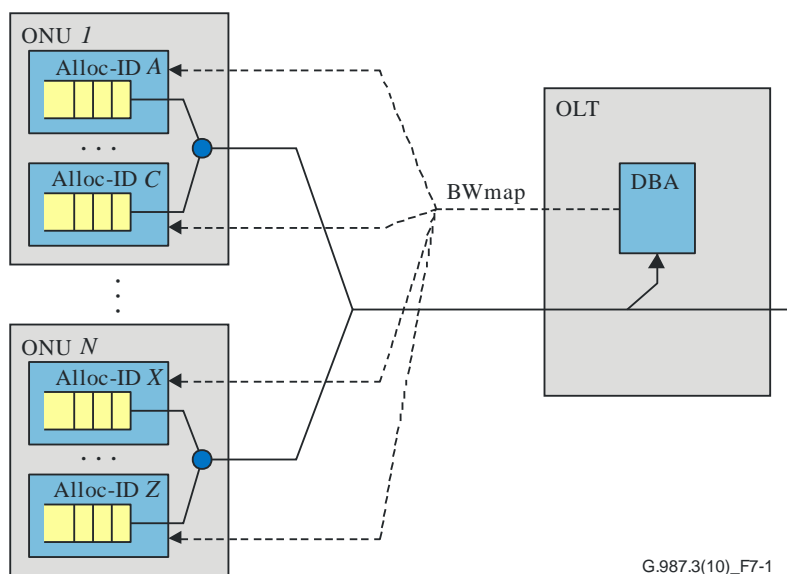 ONU 1
Alloc-ID A
. . .
Alloc-ID C
OLT
DBA
BWmap
ONU N
Alloc-ID X
. . .
Alloc-ID Z
G.987.3(10)_F7-1